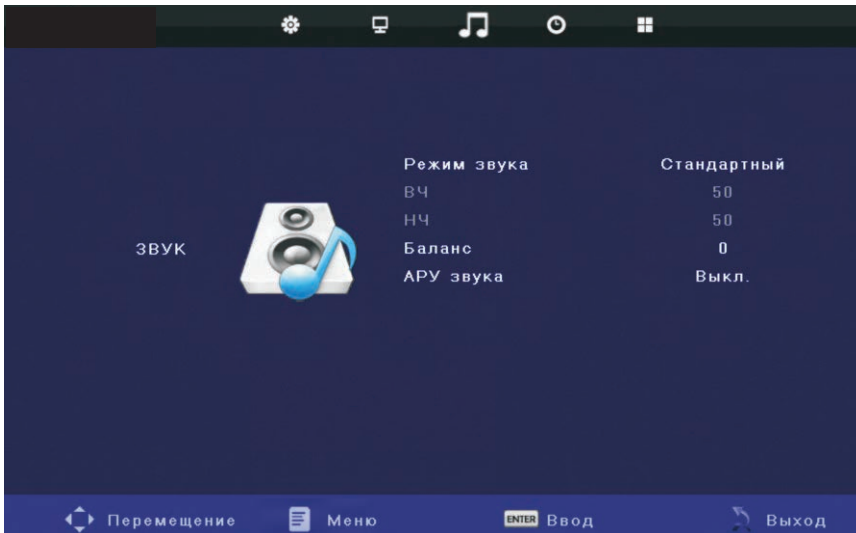 Режим звука Стандартный
ВЧ 50
НЧ 50
ЗВУК
Баланс 0
АРУ звука Выкл.
Перемещение Меню ENTER Ввод Выход